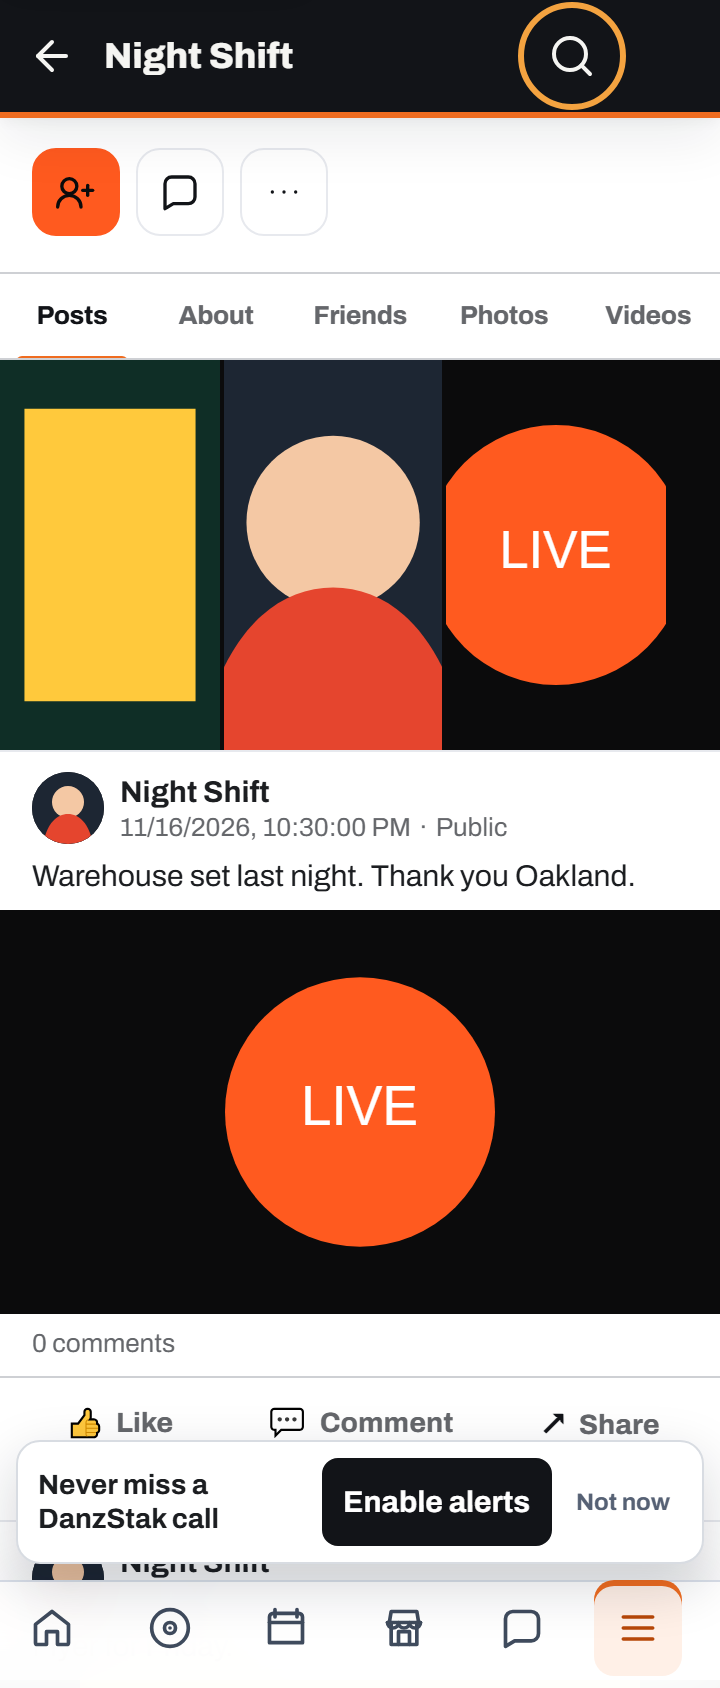 Night Shift
Posts About Friends Photos Videos
LIVE
Night Shift
11/16/2026, 10:30:00 PM · Public
Warehouse set last night. Thank you Oakland.
LIVE
0 comments
👍 Like 💬 Comment ↗ Share
Never miss a
DanzStak call
Enable alerts
Not now
Night Shift